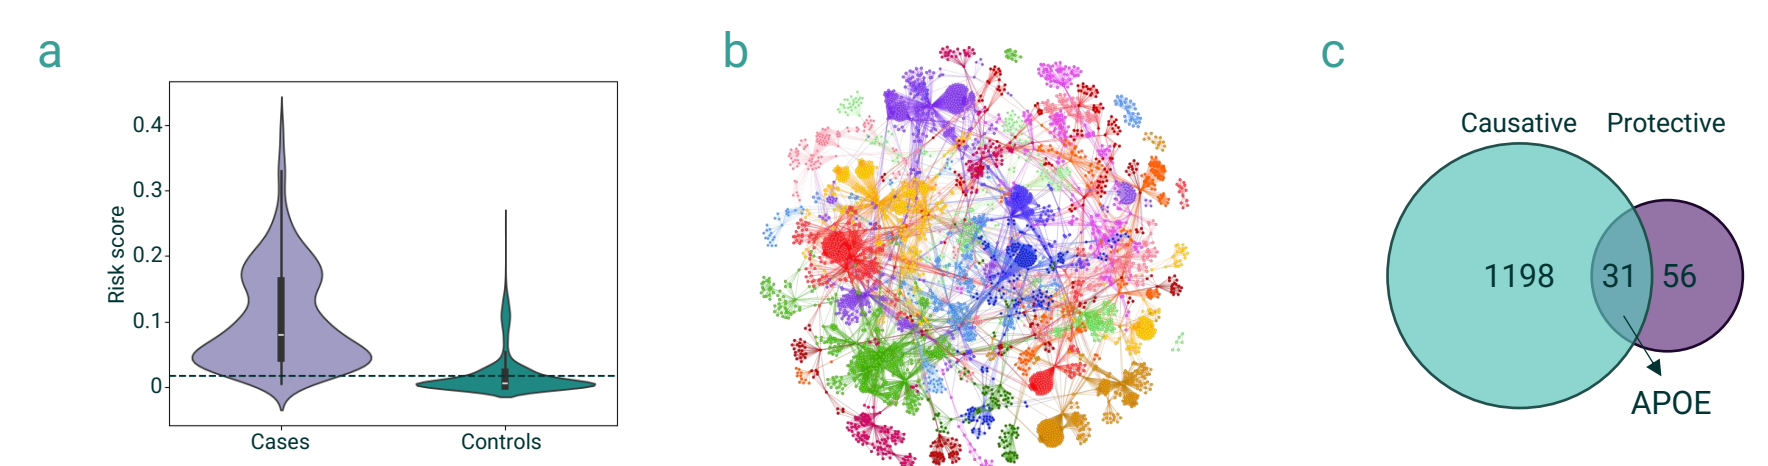 a
Risk score
0.4
0.3
0.2
0.1
0
Cases
Controls
b
c
Causative
Protective
1198
31
56
APOE